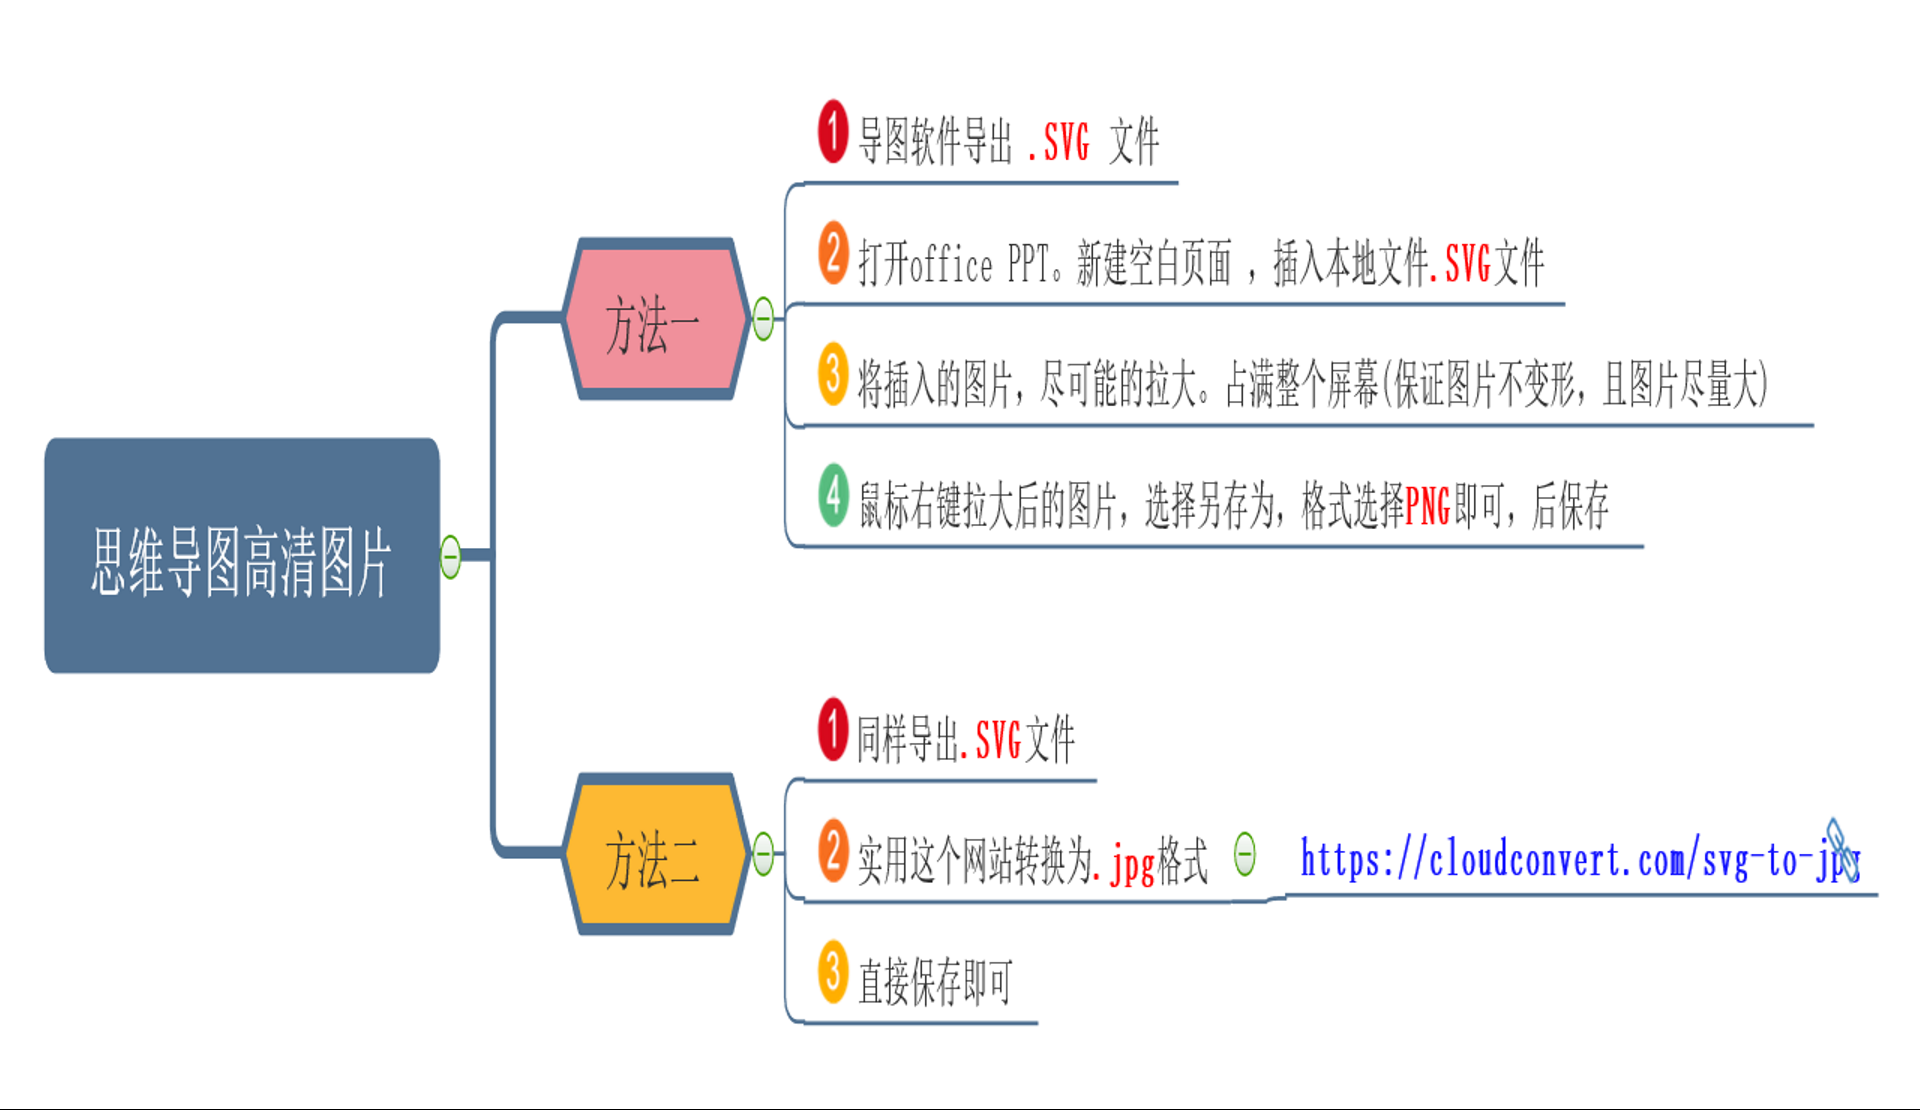 思维导图高清图片
方法一
1 导图软件导出 .SVG 文件
2 打开office PPT。新建空白页面 ，插入本地文件.SVG文件
3 将插入的图片，尽可能的拉大。占满整个屏幕(保证图片不变形，且图片尽量大)
4 鼠标右键拉大后的图片，选择另存为，格式选择PNG即可，后保存
方法二
1 同样导出.SVG文件
2 实用这个网站转换为.jpg格式
https://cloudconvert.com/svg-to-jpg
3 直接保存即可